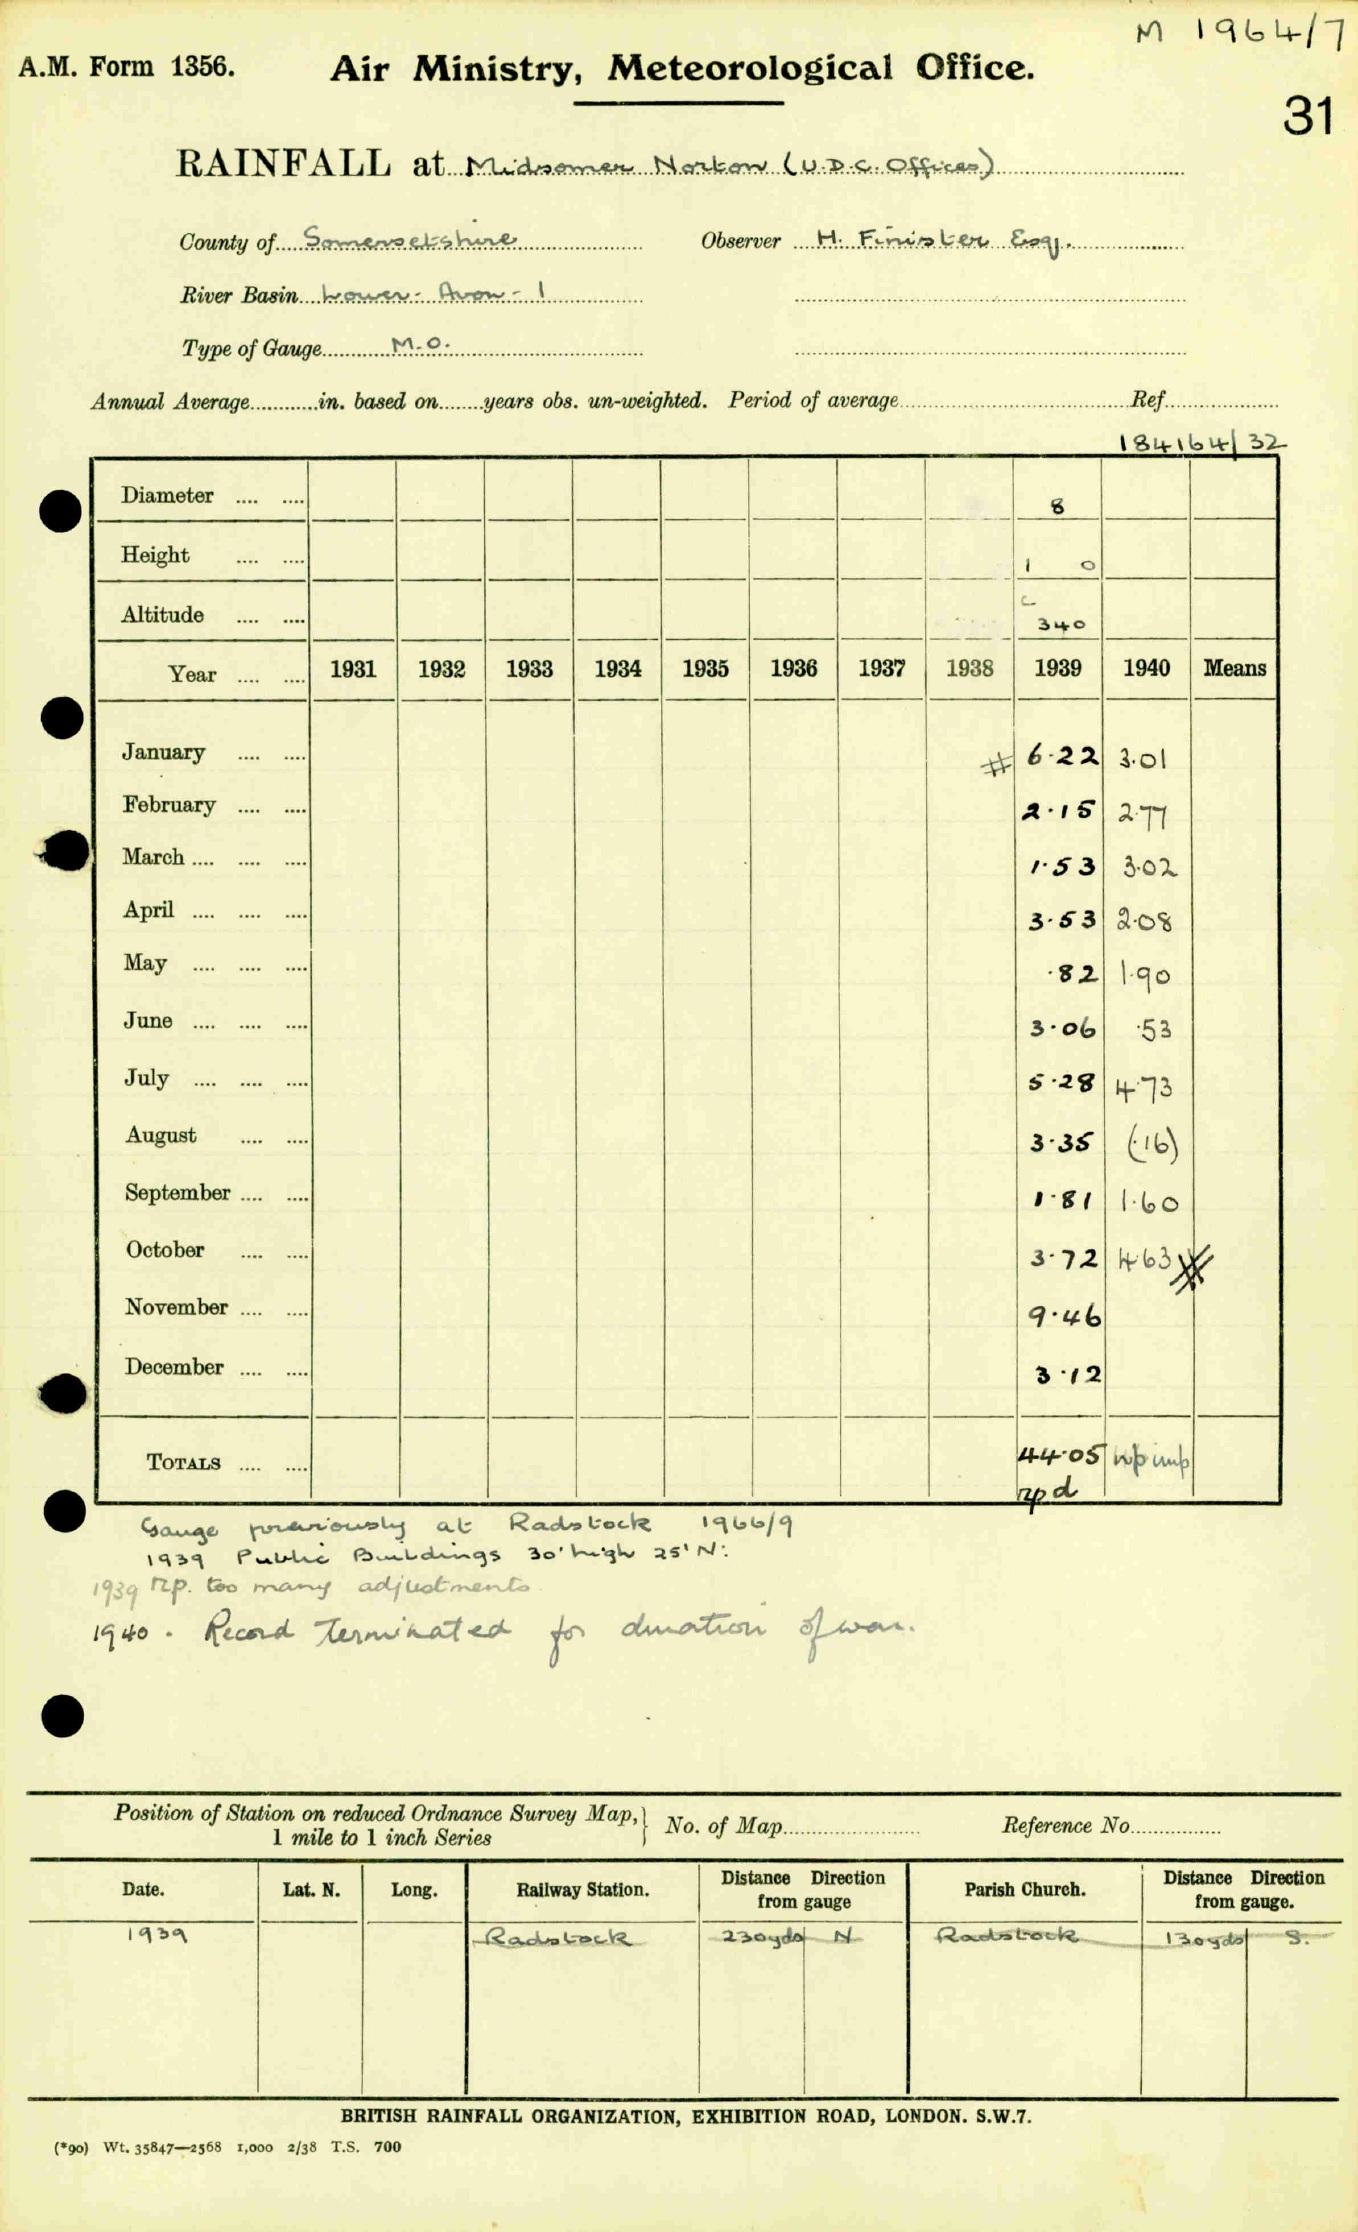 M 1964/7
A.M. Form 1356. Air Ministry, Meteorological Office.
31
RAINFALL at Midsomer Norton (U.D.C. Offices)
County of Somersetshire Observer H. Finister Esq.
River Basin Lower - Avon - 1
Type of Gauge M.O.
Annual Average in. based on years obs. un-weighted. Period of average Ref
184164/32
Diameter 8
Height 1 0
Altitude c 340
Year 1931 1932 1933 1934 1935 1936 1937 1938 1939 1940 Means
January # 6.22 3.01
February 2.15 2.77
March 1.53 3.02
April 3.53 2.08
May .82 1.90
June 3.06 .53
July 5.28 4.73
August 3.35 (.16)
September 1.81 1.60
October 3.72 4.63 #
November 9.46
December 3.12
TOTALS 44.05 np imp
rp d
Gauge previously at Radstock 1966/9
1939 Public Buildings 30' high 25' N:
1939 rp. too many adjustments
1940 . Record terminated for duration of war.
Position of Station on reduced Ordnance Survey Map, } No. of Map Reference No
1 mile to 1 inch Series
Date. Lat. N. Long. Railway Station. Distance Direction from gauge Parish Church. Distance Direction from gauge.
1939 Radstock 230yds N Radstock 130yds S.
BRITISH RAINFALL ORGANIZATION, EXHIBITION ROAD, LONDON. S.W.7.
(*90) Wt. 35847—2568 1,000 2/38 T.S. 700